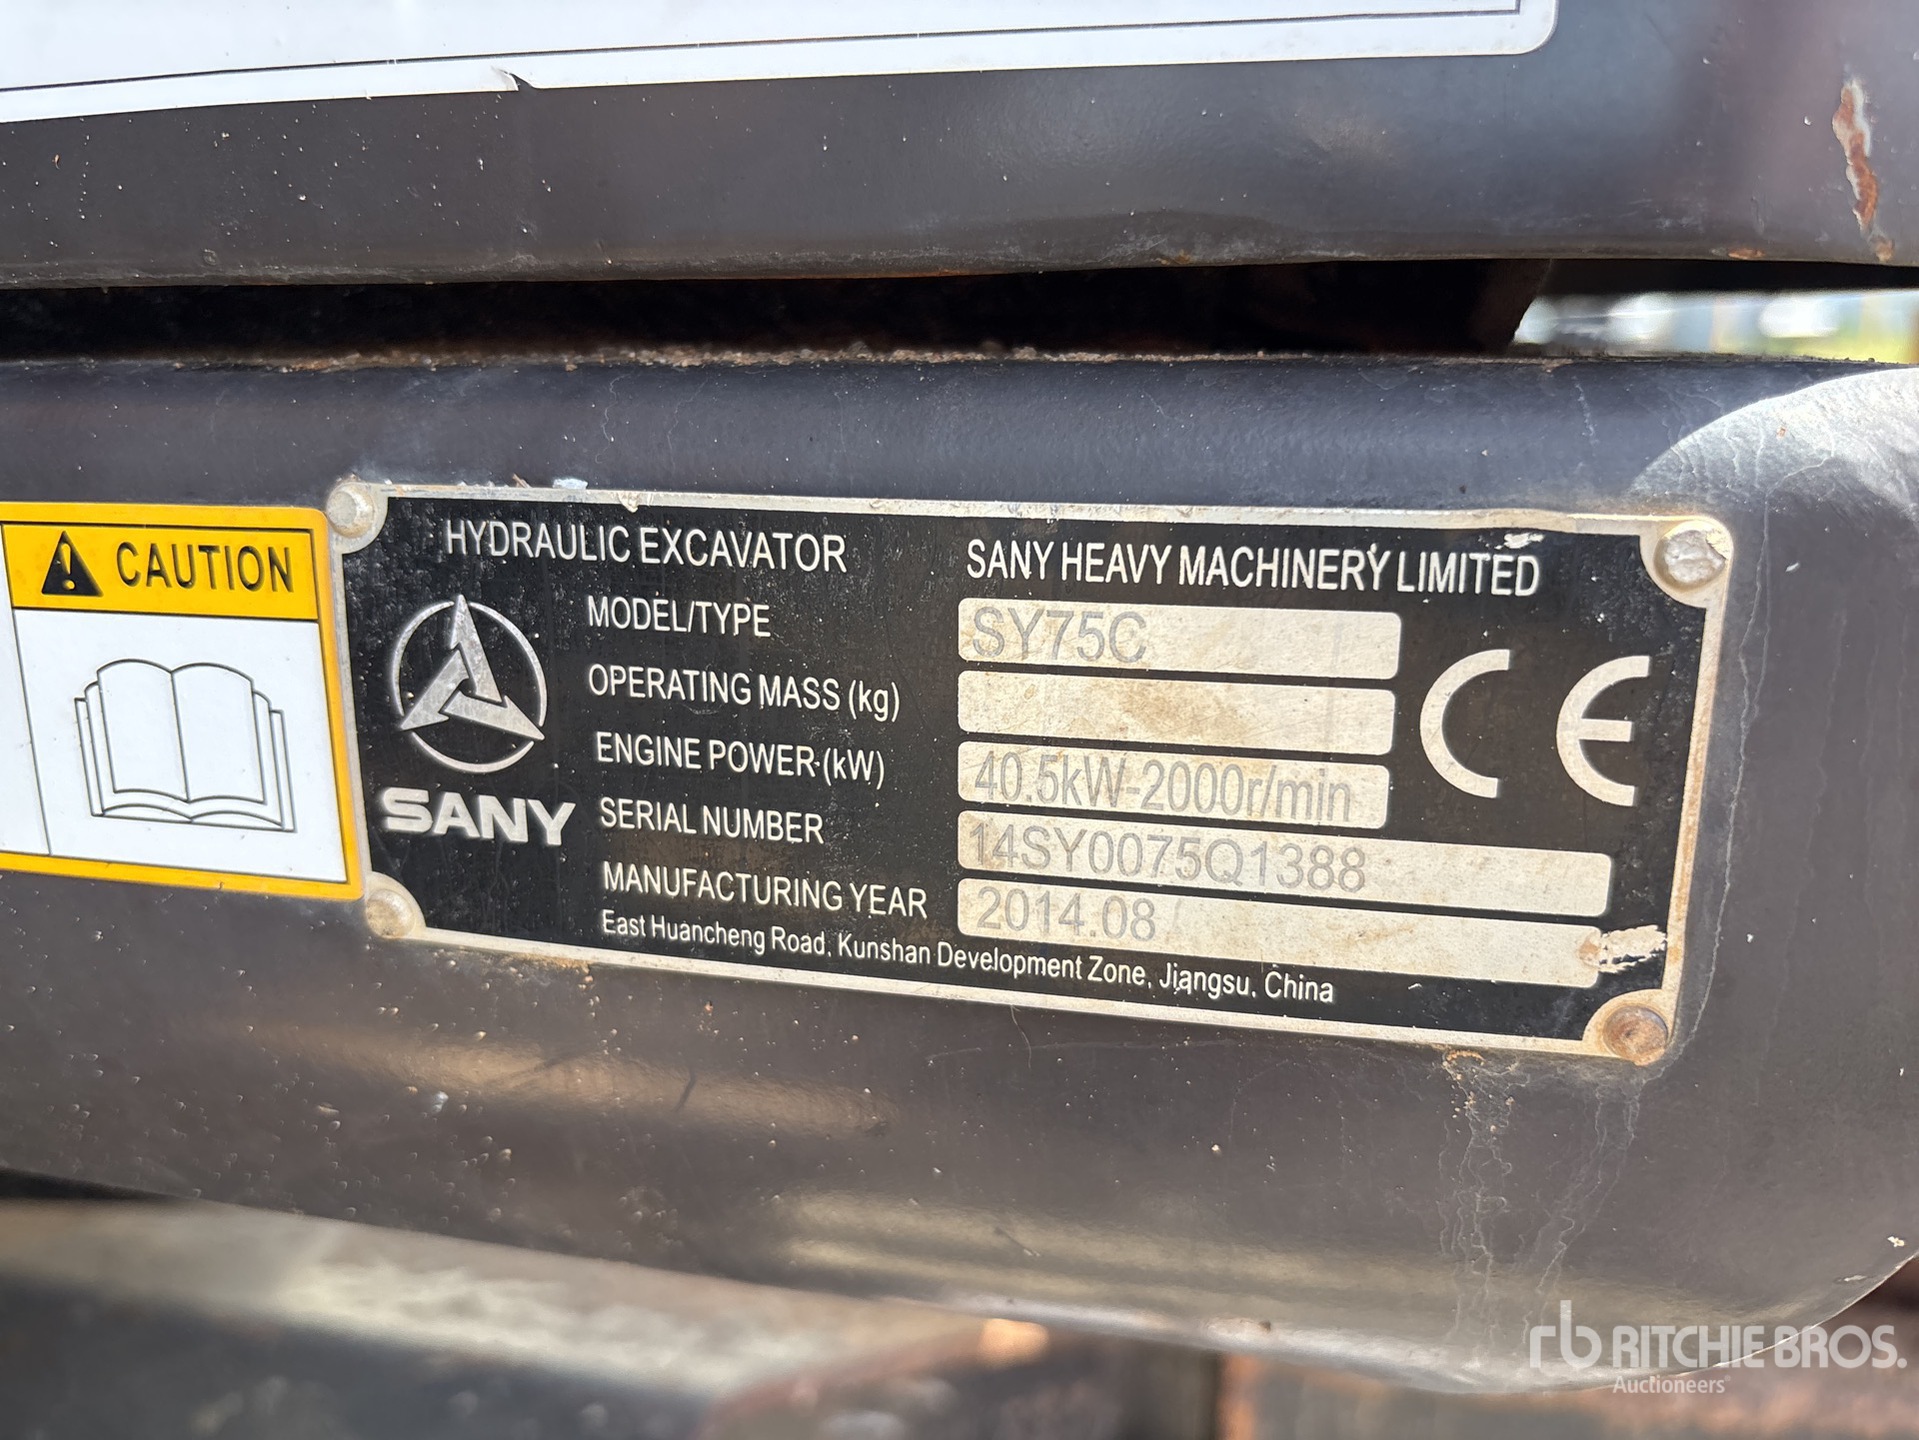 CAUTION
HYDRAULIC EXCAVATOR SANY HEAVY MACHINERY LIMITED
MODEL/TYPE SY75C
OPERATING MASS (kg)
ENGINE POWER (kW) 40.5kW-2000r/min
SERIAL NUMBER 14SY0075Q1388
MANUFACTURING YEAR 2014.08
East Huancheng Road, Kunshan Development Zone, Jiangsu, China
SANY
CE
rb RITCHIE BROS.
Auctioneers